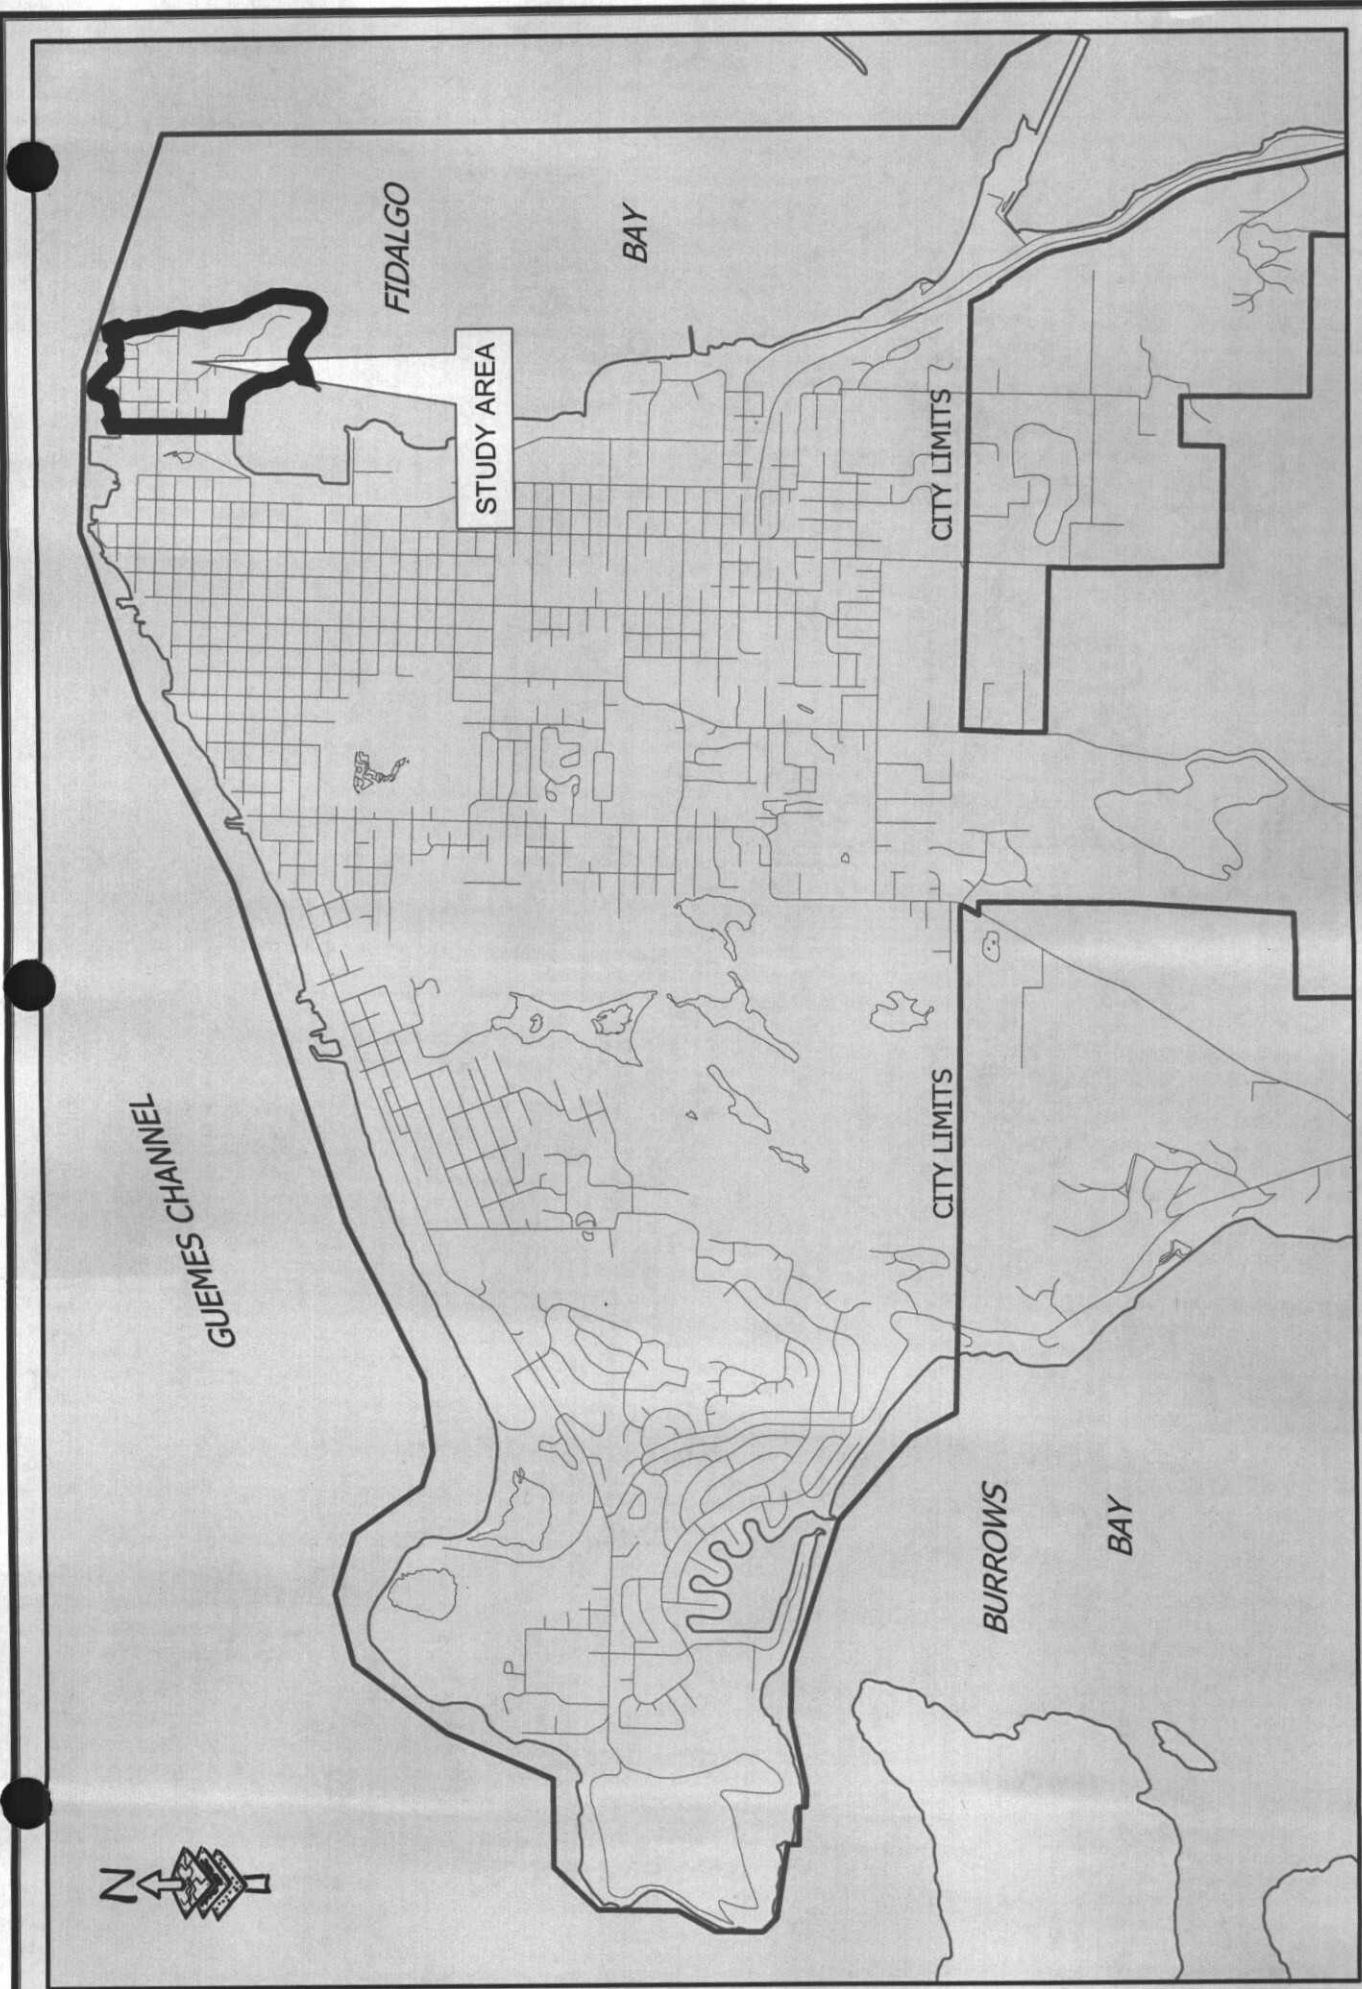 N
GUEMES CHANNEL
FIDALGO
BAY
STUDY AREA
CITY LIMITS
CITY LIMITS
BURROWS
BAY